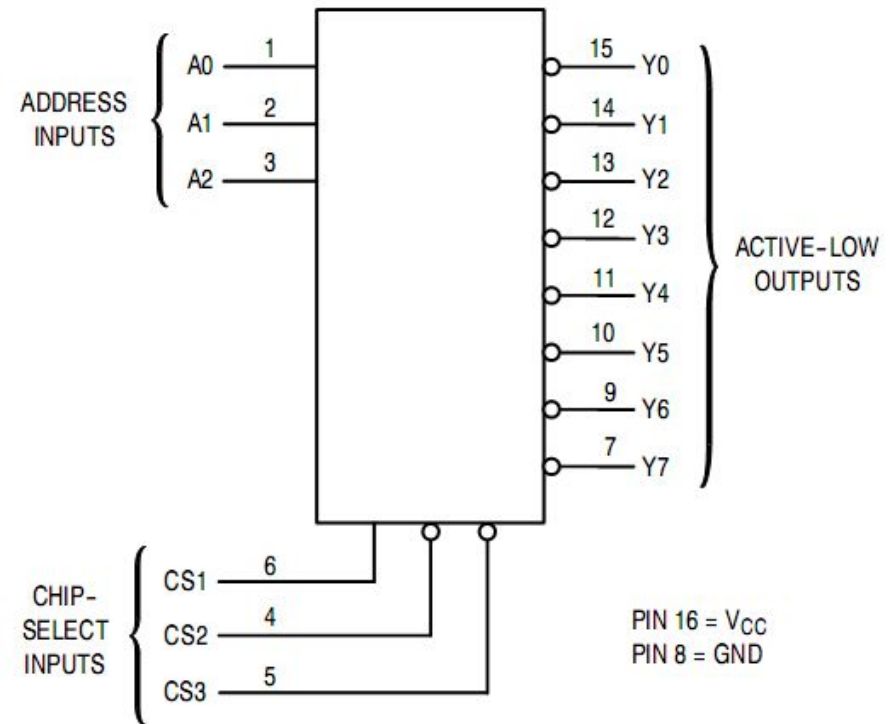 ADDRESS
INPUTS
A0 1
A1 2
A2 3
15 Y0
14 Y1
13 Y2
12 Y3
11 Y4
10 Y5
9 Y6
7 Y7
ACTIVE-LOW
OUTPUTS
CHIP-
SELECT
INPUTS
CS1 6
CS2 4
CS3 5
PIN 16 = VCC
PIN 8 = GND